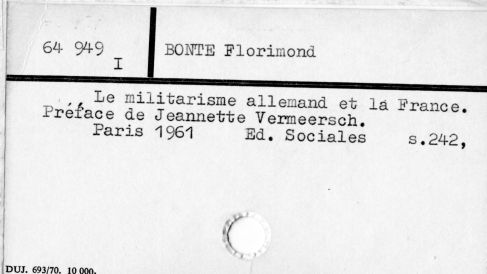 64 949
I
BONTE Florimond
,, Le militarisme allemand et la France.
Préface de Jeannette Vermeersch.
Paris 1961 Ed. Sociales s.242,
DUJ. 693/70. 10 000.